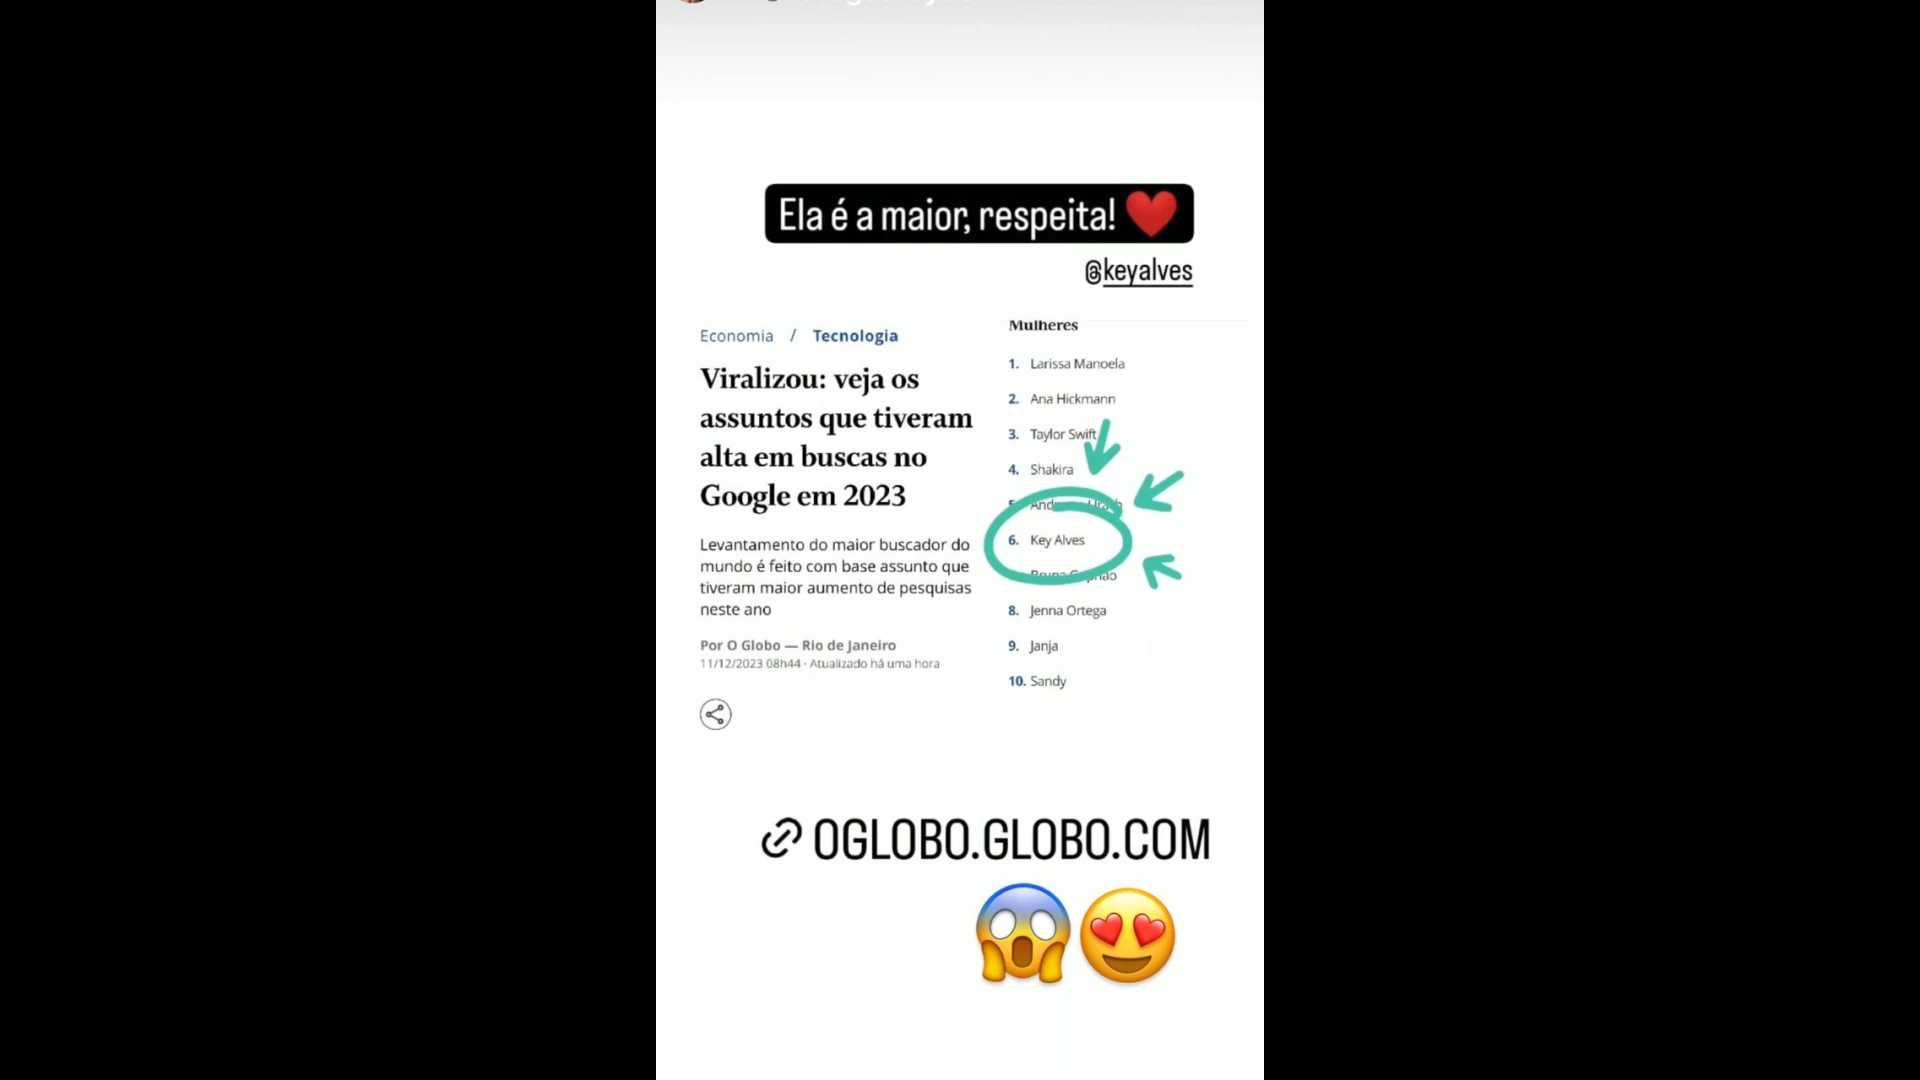 Ela é a maior, respeita!
@keyalves
Economia / Tecnologia
Viralizou: veja os
assuntos que tiveram
alta em buscas no
Google em 2023
Levantamento do maior buscador do
mundo é feito com base assunto que
tiveram maior aumento de pesquisas
neste ano
Por O Globo — Rio de Janeiro
11/12/2023 08h44 · Atualizado há uma hora
Mulheres
1. Larissa Manoela
2. Ana Hickmann
3. Taylor Swift
4. Shakira
5.
6. Key Alves
8. Jenna Ortega
9. Janja
10. Sandy
OGLOBO.GLOBO.COM